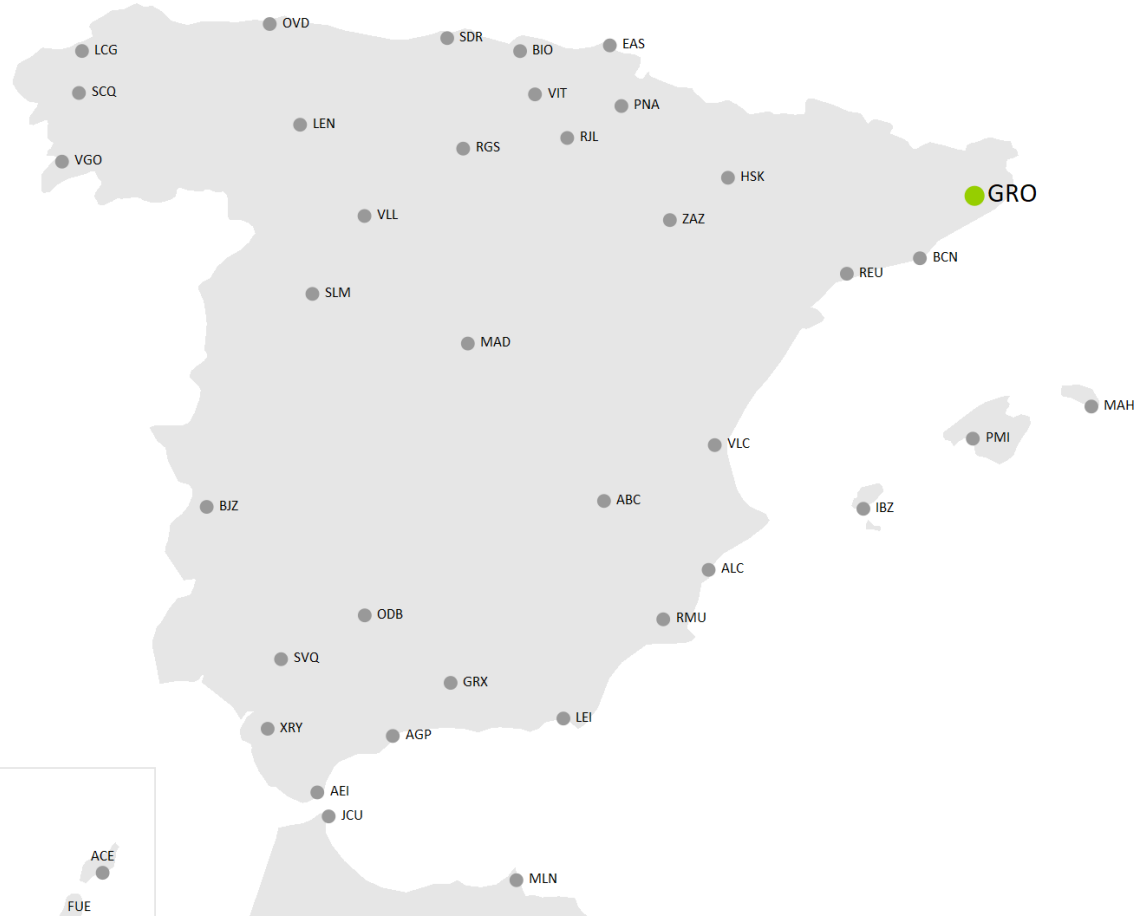 OVD
SDR
EAS
LCG
BIO
SCQ
VIT
PNA
LEN
RJL
RGS
VGO
HSK
GRO
VLL
ZAZ
BCN
REU
SLM
MAD
MAH
PMI
VLC
ABC
BJZ
IBZ
ALC
ODB
RMU
SVQ
GRX
LEI
XRY
AGP
AEI
JCU
ACE
MLN
FUE